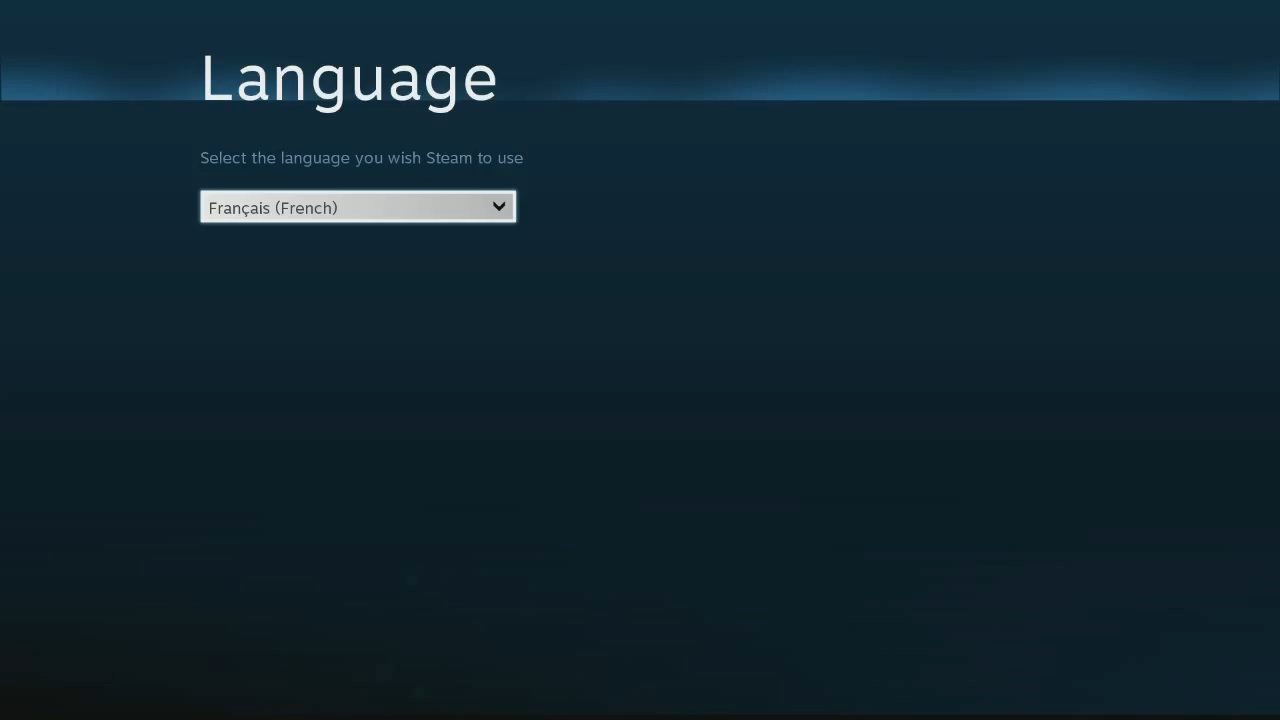 Language
Select the language you wish Steam to use
Français (French)